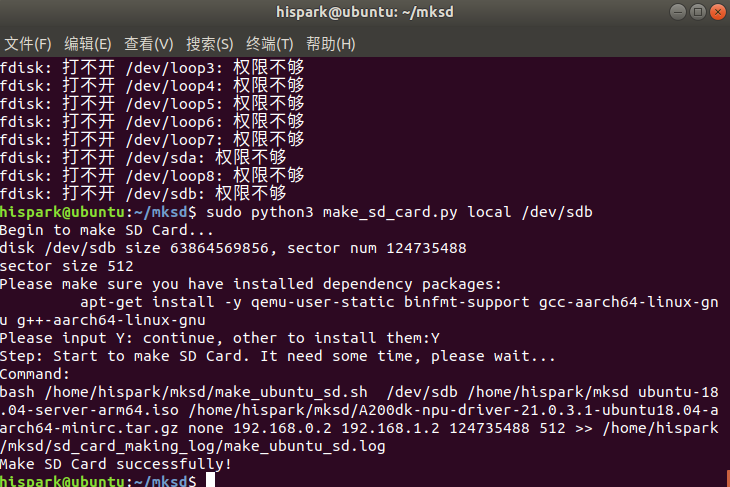 hispark@ubuntu: ~/mksd
文件(F) 编辑(E) 查看(V) 搜索(S) 终端(T) 帮助(H)
fdisk: 打不开 /dev/loop3: 权限不够
fdisk: 打不开 /dev/loop4: 权限不够
fdisk: 打不开 /dev/loop5: 权限不够
fdisk: 打不开 /dev/loop6: 权限不够
fdisk: 打不开 /dev/loop7: 权限不够
fdisk: 打不开 /dev/sda: 权限不够
fdisk: 打不开 /dev/loop8: 权限不够
fdisk: 打不开 /dev/sdb: 权限不够
hispark@ubuntu:~/mksd$ sudo python3 make_sd_card.py local /dev/sdb
Begin to make SD Card...
disk /dev/sdb size 63864569856, sector num 124735488
sector size 512
Please make sure you have installed dependency packages:
apt-get install -y qemu-user-static binfmt-support gcc-aarch64-linux-gn
u g++-aarch64-linux-gnu
Please input Y: continue, other to install them:Y
Step: Start to make SD Card. It need some time, please wait...
Command:
bash /home/hispark/mksd/make_ubuntu_sd.sh  /dev/sdb /home/hispark/mksd ubuntu-18
.04-server-arm64.iso /home/hispark/mksd/A200dk-npu-driver-21.0.3.1-ubuntu18.04-a
arch64-minirc.tar.gz none 192.168.0.2 192.168.1.2 124735488 512 >> /home/hispark
/mksd/sd_card_making_log/make_ubuntu_sd.log
Make SD Card successfully!
hispark@ubuntu:~/mksd$